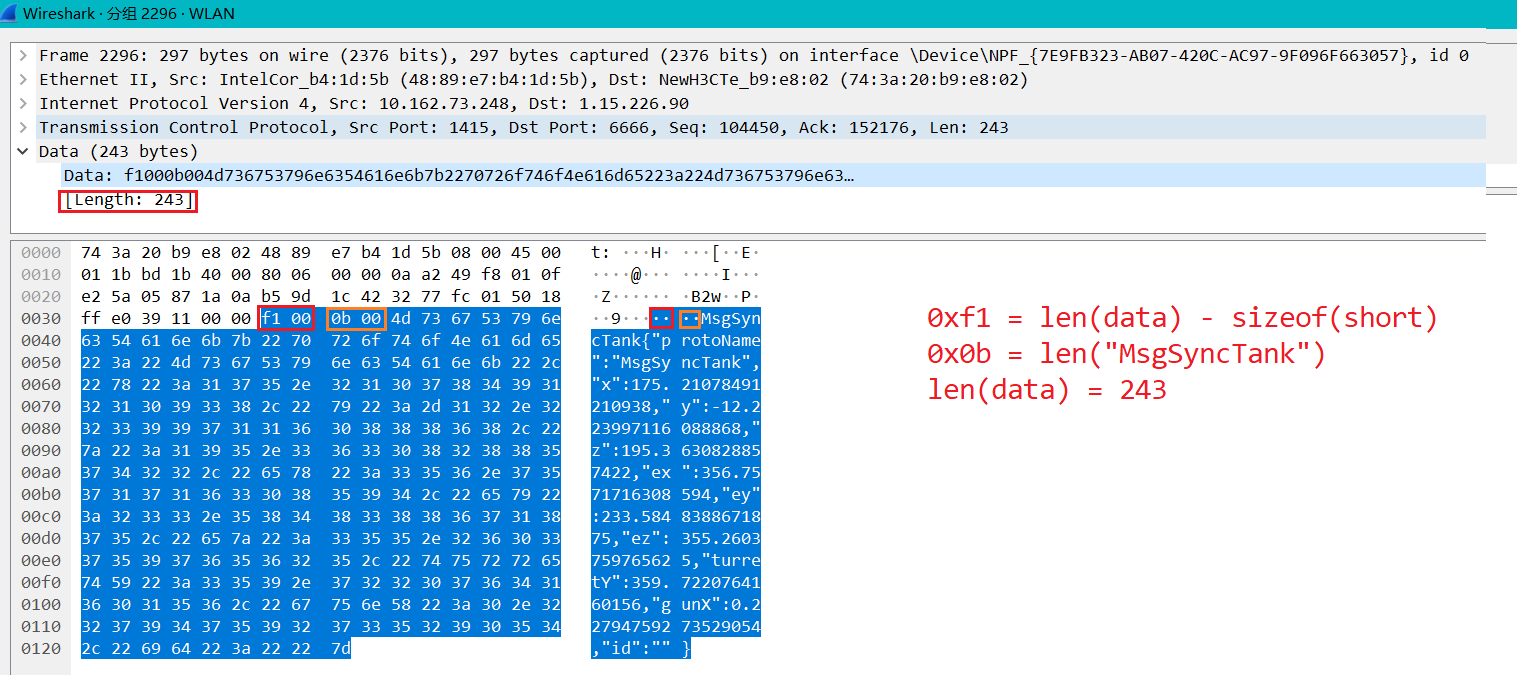 Wireshark · 分组 2296 · WLAN
Frame 2296: 297 bytes on wire (2376 bits), 297 bytes captured (2376 bits) on interface \Device\NPF_{7E9FB323-AB07-420C-AC97-9F096F663057}, id 0
Ethernet II, Src: IntelCor_b4:1d:5b (48:89:e7:b4:1d:5b), Dst: NewH3CTe_b9:e8:02 (74:3a:20:b9:e8:02)
Internet Protocol Version 4, Src: 10.162.73.248, Dst: 1.15.226.90
Transmission Control Protocol, Src Port: 1415, Dst Port: 6666, Seq: 104450, Ack: 152176, Len: 243
Data (243 bytes)
Data: f1000b004d736753796e6354616e6b7b2270726f746f4e616d65223a224d736753796e63…
[Length: 243]
0000 74 3a 20 b9 e8 02 48 89 e7 b4 1d 5b 08 00 45 00 t: ···H· ···[··E·
0010 01 1b bd 1b 40 00 80 06 00 00 0a a2 49 f8 01 0f ····@··· ····I···
0020 e2 5a 05 87 1a 0a b5 9d 1c 42 32 77 fc 01 50 18 ·Z······ ·B2w··P·
0030 ff e0 39 11 00 00 f1 00 0b 00 4d 73 67 53 79 6e ··9····· ··MsgSyn
0040 63 54 61 6e 6b 7b 22 70 72 6f 74 6f 4e 61 6d 65 cTank{"p rotoName
0050 22 3a 22 4d 73 67 53 79 6e 63 54 61 6e 6b 22 2c ":"MsgSy ncTank",
0060 22 78 22 3a 31 37 35 2e 32 31 30 37 38 34 39 31 "x":175. 21078491
0070 32 31 30 39 33 38 2c 22 79 22 3a 2d 31 32 2e 32 210938," y":-12.2
0080 32 33 39 39 37 31 31 36 30 38 38 38 36 38 2c 22 23997116 088868,"
0090 7a 22 3a 31 39 35 2e 33 36 33 30 38 32 38 38 35 z":195.3 63082885
00a0 37 34 32 32 2c 22 65 78 22 3a 33 35 36 2e 37 35 7422,"ex ":356.75
00b0 37 31 37 31 36 33 30 38 35 39 34 2c 22 65 79 22 71716308 594,"ey"
00c0 3a 32 33 33 2e 35 38 34 38 33 38 38 36 37 31 38 :233.584 83886718
00d0 37 35 2c 22 65 7a 22 3a 33 35 35 2e 32 36 30 33 75,"ez": 355.2603
00e0 37 35 39 37 36 35 36 32 35 2c 22 74 75 72 72 65 75976562 5,"turre
00f0 74 59 22 3a 33 35 39 2e 37 32 32 30 37 36 34 31 tY":359. 72207641
0100 36 30 31 35 36 2c 22 67 75 6e 58 22 3a 30 2e 32 60156,"g unX":0.2
0110 32 37 39 34 37 35 39 32 37 33 35 32 39 30 35 34 27947592 73529054
0120 2c 22 69 64 22 3a 22 22 7d ,"id":"" }
0xf1 = len(data) - sizeof(short)
0x0b = len("MsgSyncTank")
len(data) = 243